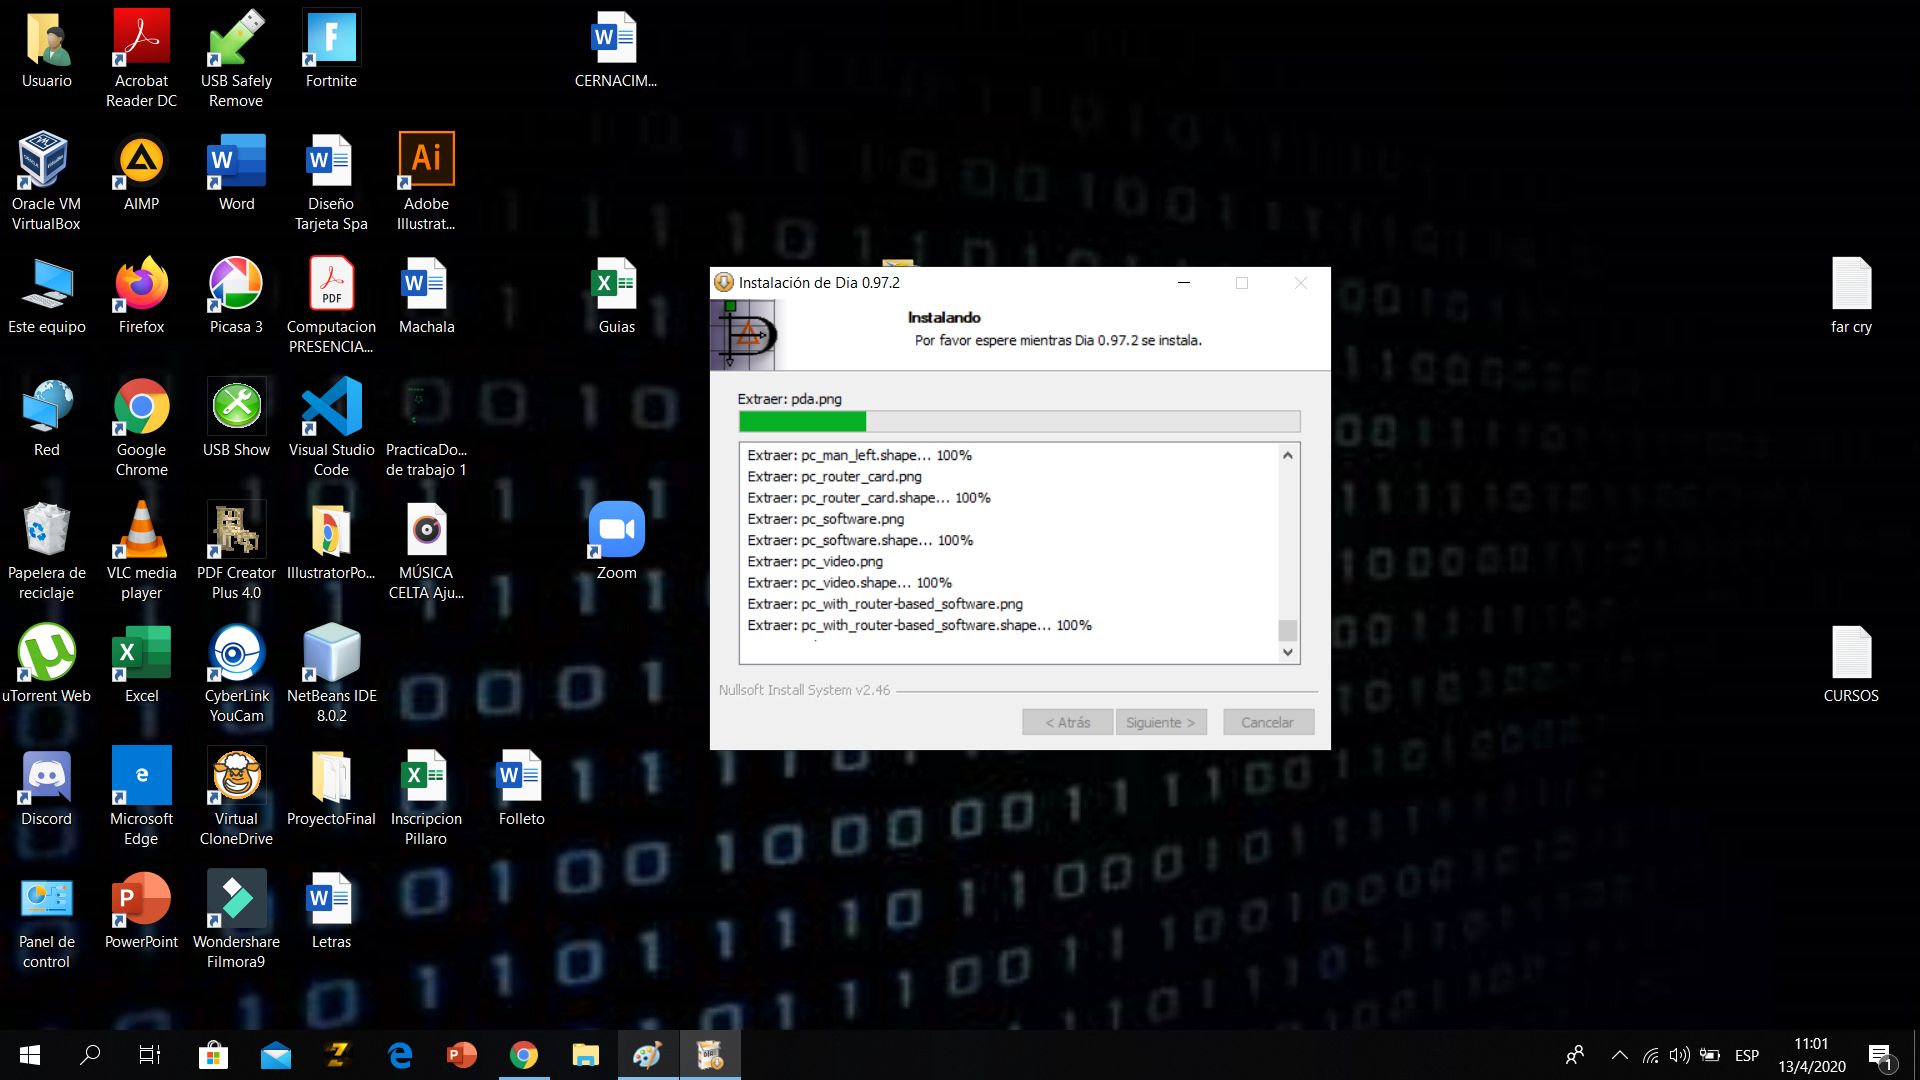 Usuario
Acrobat
Reader DC
USB Safely
Remove
Fortnite
CERNACIM...
Oracle VM
VirtualBox
AIMP
Word
Diseño
Tarjeta Spa
Adobe
Illustrat...
Este equipo
Firefox
Picasa 3
Computacion
PRESENCIA...
Machala
Guias
far cry
Red
Google
Chrome
USB Show
Visual Studio
Code
PracticaDo...
de trabajo 1
Papelera de
reciclaje
VLC media
player
PDF Creator
Plus 4.0
IllustratorPo...
MÚSICA
CELTA Aju...
Zoom
uTorrent Web
Excel
CyberLink
YouCam
NetBeans IDE
8.0.2
CURSOS
Discord
Microsoft
Edge
Virtual
CloneDrive
ProyectoFinal
Inscripcion
Pillaro
Folleto
Panel de
control
PowerPoint
Wondershare
Filmora9
Letras
Instalación de Dia 0.97.2
Instalando
Por favor espere mientras Dia 0.97.2 se instala.
Extraer: pda.png
Extraer: pc_man_left.shape... 100%
Extraer: pc_router_card.png
Extraer: pc_router_card.shape... 100%
Extraer: pc_software.png
Extraer: pc_software.shape... 100%
Extraer: pc_video.png
Extraer: pc_video.shape... 100%
Extraer: pc_with_router-based_software.png
Extraer: pc_with_router-based_software.shape... 100%
Nullsoft Install System v2.46
< Atrás
Siguiente >
Cancelar
ESP
11:01
13/4/2020
1